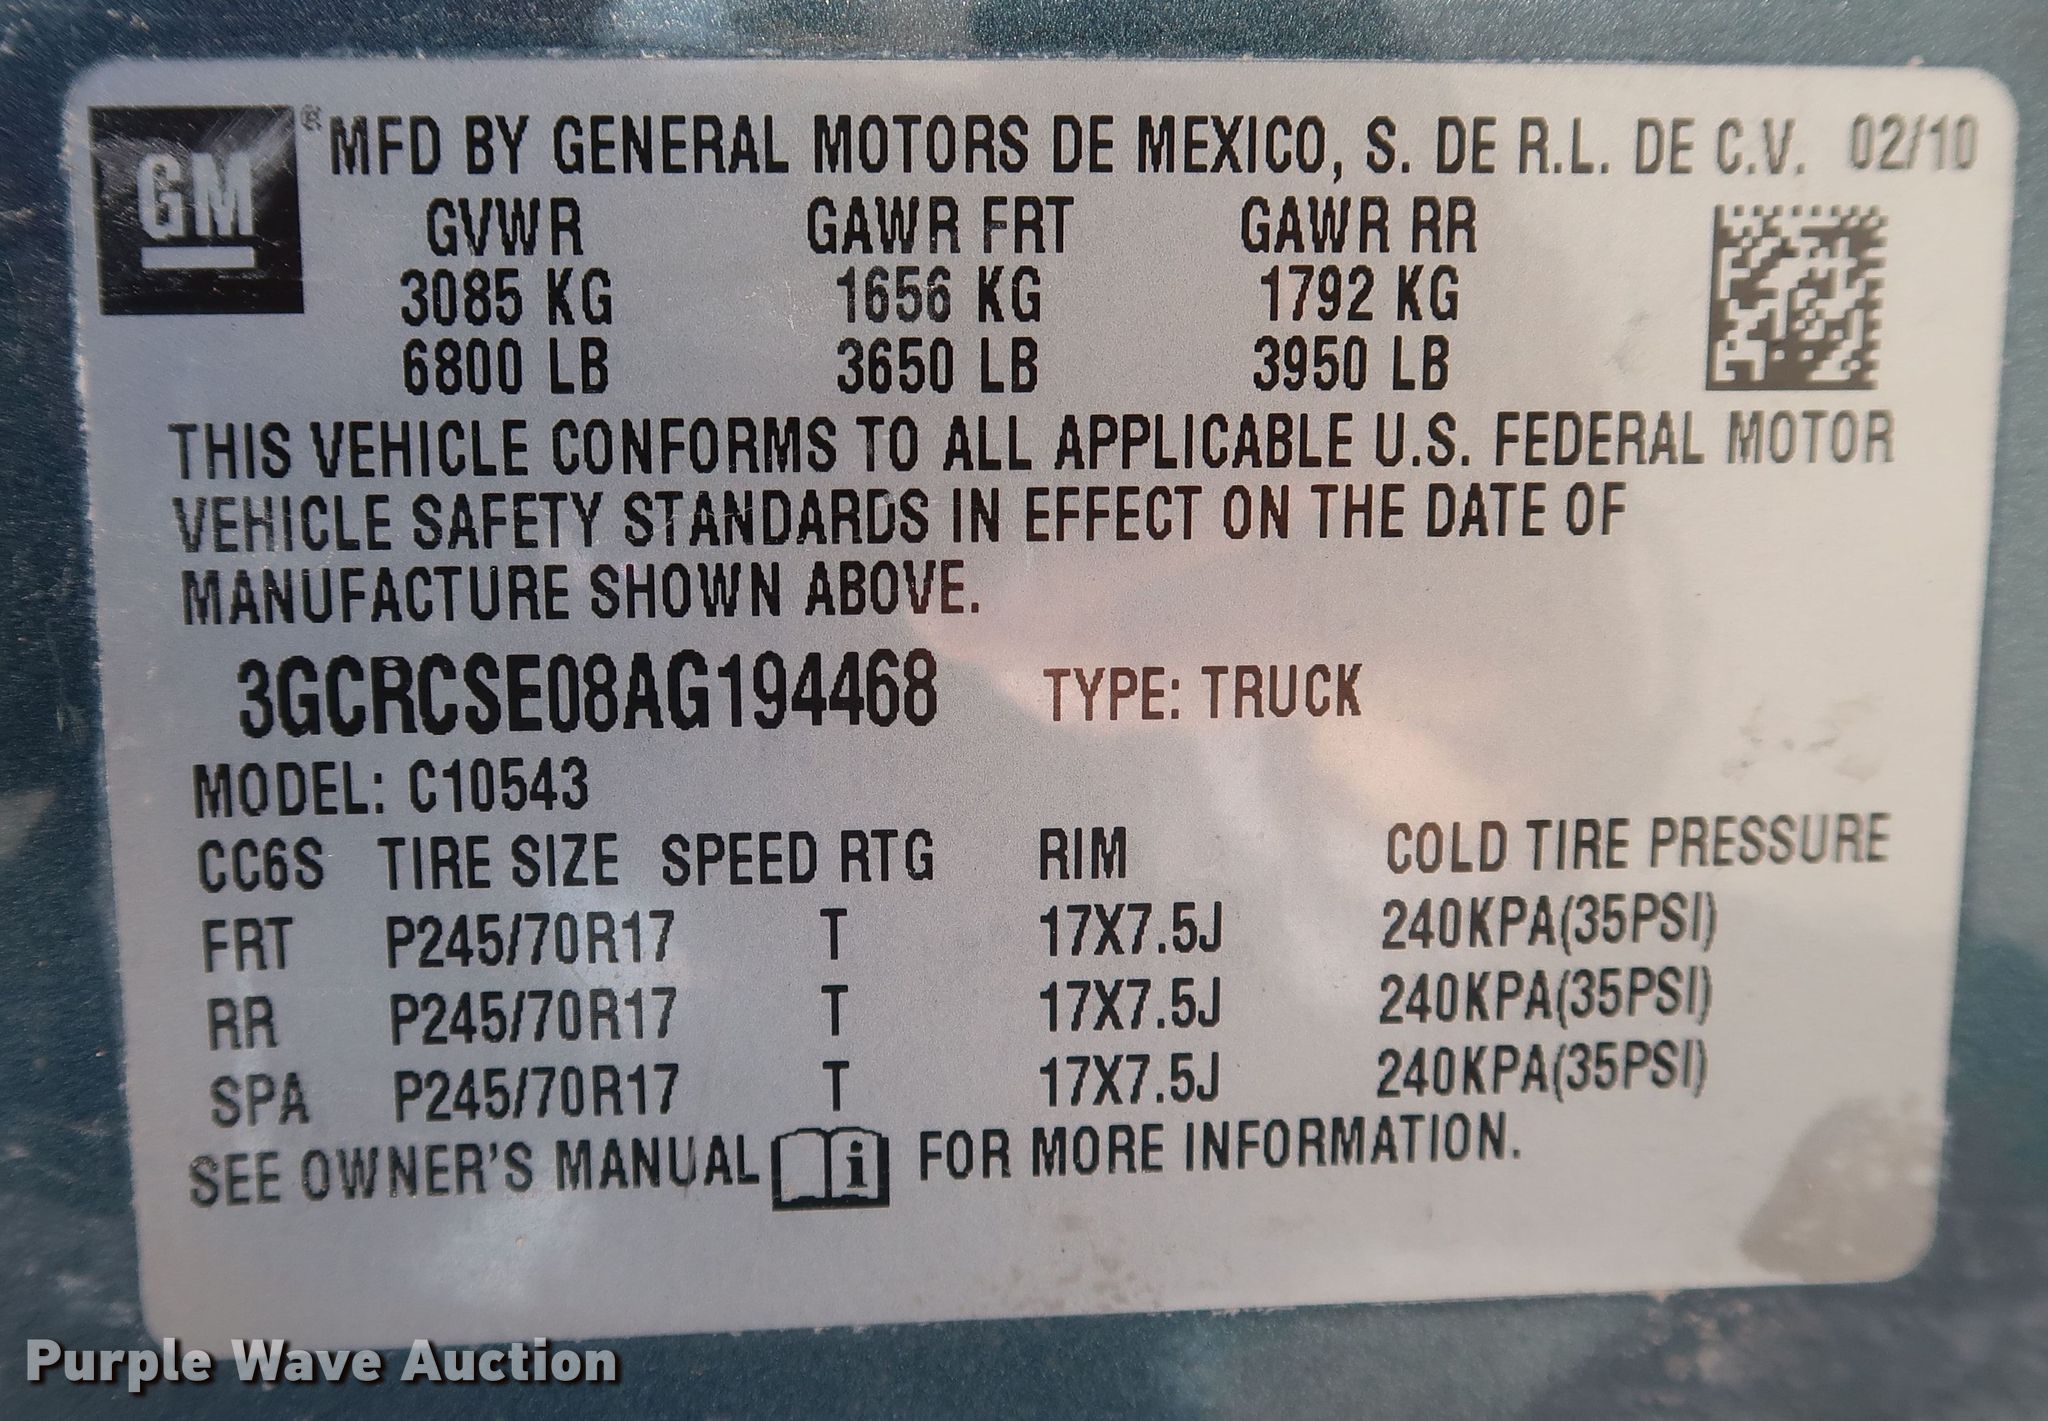 GM ® MFD BY GENERAL MOTORS DE MEXICO, S. DE R.L. DE C.V. 02/10
GVWR GAWR FRT GAWR RR
3085 KG 1656 KG 1792 KG
6800 LB 3650 LB 3950 LB
THIS VEHICLE CONFORMS TO ALL APPLICABLE U.S. FEDERAL MOTOR
VEHICLE SAFETY STANDARDS IN EFFECT ON THE DATE OF
MANUFACTURE SHOWN ABOVE.
3GCRCSE08AG194468 TYPE: TRUCK
MODEL: C10543
CC6S TIRE SIZE SPEED RTG RIM COLD TIRE PRESSURE
FRT P245/70R17 T 17X7.5J 240KPA(35PSI)
RR P245/70R17 T 17X7.5J 240KPA(35PSI)
SPA P245/70R17 T 17X7.5J 240KPA(35PSI)
SEE OWNER'S MANUAL i FOR MORE INFORMATION.
Purple Wave Auction